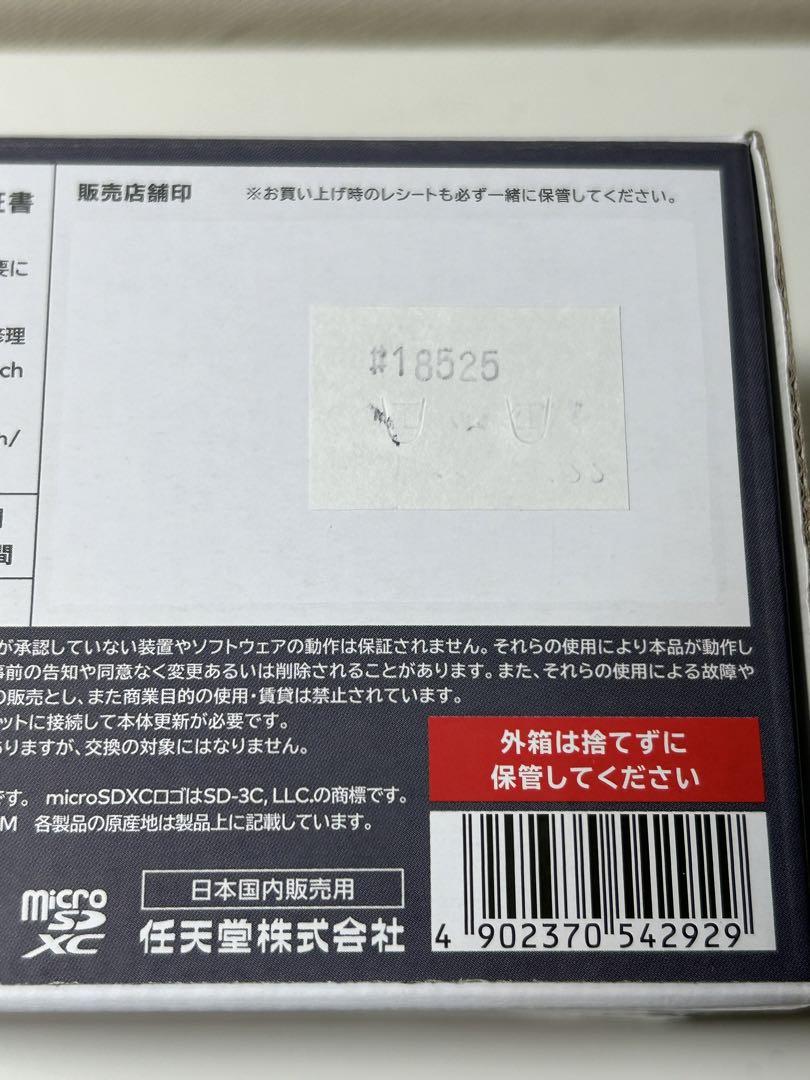 証書
販売店舗印 ※お買い上げ時のレシートも必ず一緒に保管してください。
要に
修理
ch
h/
間
#18525
が承認していない装置やソフトウェアの動作は保証されません。それらの使用により本品が動作し
事前の告知や同意なく変更あるいは削除されることがあります。また、それらの使用による故障や
の販売とし、また商業目的の使用・賃貸は禁止されています。
ットに接続して本体更新が必要です。
ありますが、交換の対象にはなりません。
外箱は捨てずに
保管してください
です。 microSDXCロゴはSD-3C, LLC.の商標です。
M 各製品の原産地は製品上に記載しています。
micro
SD
XC
日本国内販売用
任天堂株式会社
4 902370 542929